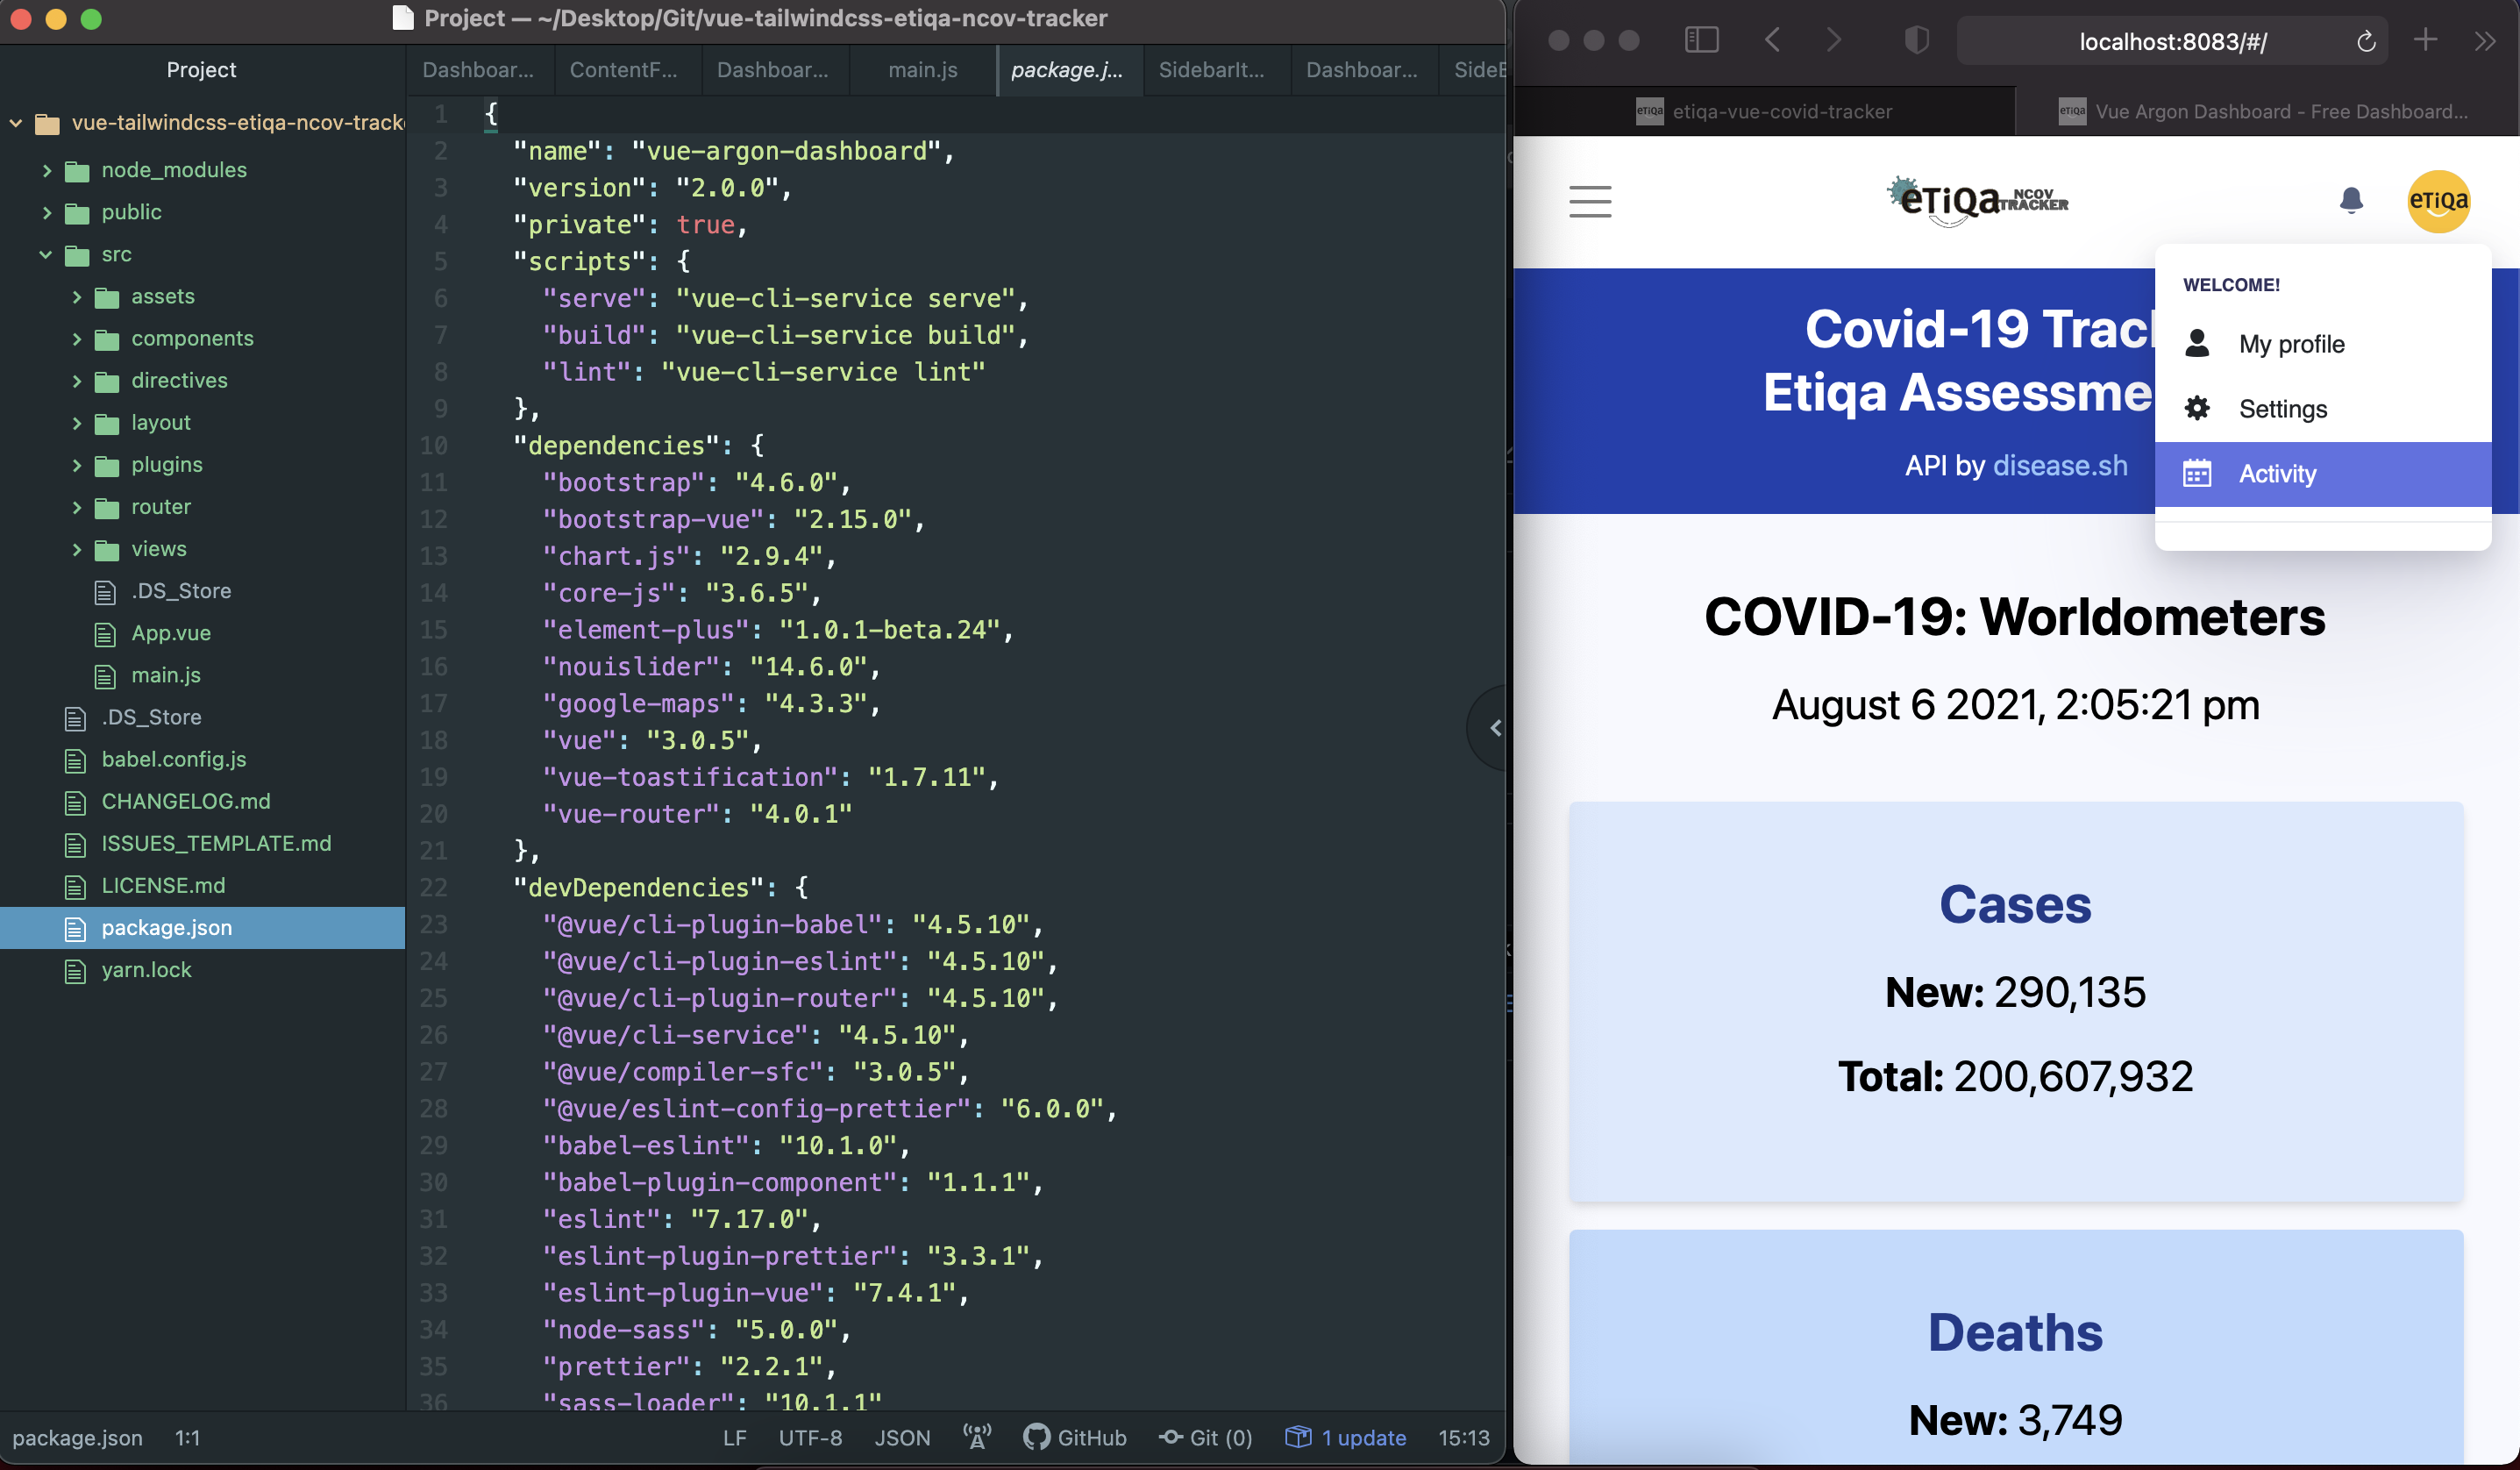 Project — ~/Desktop/Git/vue-tailwindcss-etiqa-ncov-tracker
Project
vue-tailwindcss-etiqa-ncov-track
node_modules
public
src
assets
components
directives
layout
plugins
router
views
.DS_Store
App.vue
main.js
.DS_Store
babel.config.js
CHANGELOG.md
ISSUES_TEMPLATE.md
LICENSE.md
package.json
yarn.lock
Dashboar... ContentF... Dashboar... main.js package.j... SidebarIt... Dashboar... SideB
1 {
2 "name": "vue-argon-dashboard",
3 "version": "2.0.0",
4 "private": true,
5 "scripts": {
6 "serve": "vue-cli-service serve",
7 "build": "vue-cli-service build",
8 "lint": "vue-cli-service lint"
9 },
10 "dependencies": {
11 "bootstrap": "4.6.0",
12 "bootstrap-vue": "2.15.0",
13 "chart.js": "2.9.4",
14 "core-js": "3.6.5",
15 "element-plus": "1.0.1-beta.24",
16 "nouislider": "14.6.0",
17 "google-maps": "4.3.3",
18 "vue": "3.0.5",
19 "vue-toastification": "1.7.11",
20 "vue-router": "4.0.1"
21 },
22 "devDependencies": {
23 "@vue/cli-plugin-babel": "4.5.10",
24 "@vue/cli-plugin-eslint": "4.5.10",
25 "@vue/cli-plugin-router": "4.5.10",
26 "@vue/cli-service": "4.5.10",
27 "@vue/compiler-sfc": "3.0.5",
28 "@vue/eslint-config-prettier": "6.0.0",
29 "babel-eslint": "10.1.0",
30 "babel-plugin-component": "1.1.1",
31 "eslint": "7.17.0",
32 "eslint-plugin-prettier": "3.3.1",
33 "eslint-plugin-vue": "7.4.1",
34 "node-sass": "5.0.0",
35 "prettier": "2.2.1",
36 "sass-loader": "10.1.1"
package.json 1:1 LF UTF-8 JSON GitHub Git (0) 1 update 15:13
localhost:8083/#/
eTiQa etiqa-vue-covid-tracker
eTiQa Vue Argon Dashboard - Free Dashboard...
eTiQa NCOV TRACKER
eTiQa
WELCOME!
My profile
Settings
Activity
Covid-19 Track
Etiqa Assessme
API by disease.sh
COVID-19: Worldometers
August 6 2021, 2:05:21 pm
Cases
New: 290,135
Total: 200,607,932
Deaths
New: 3,749